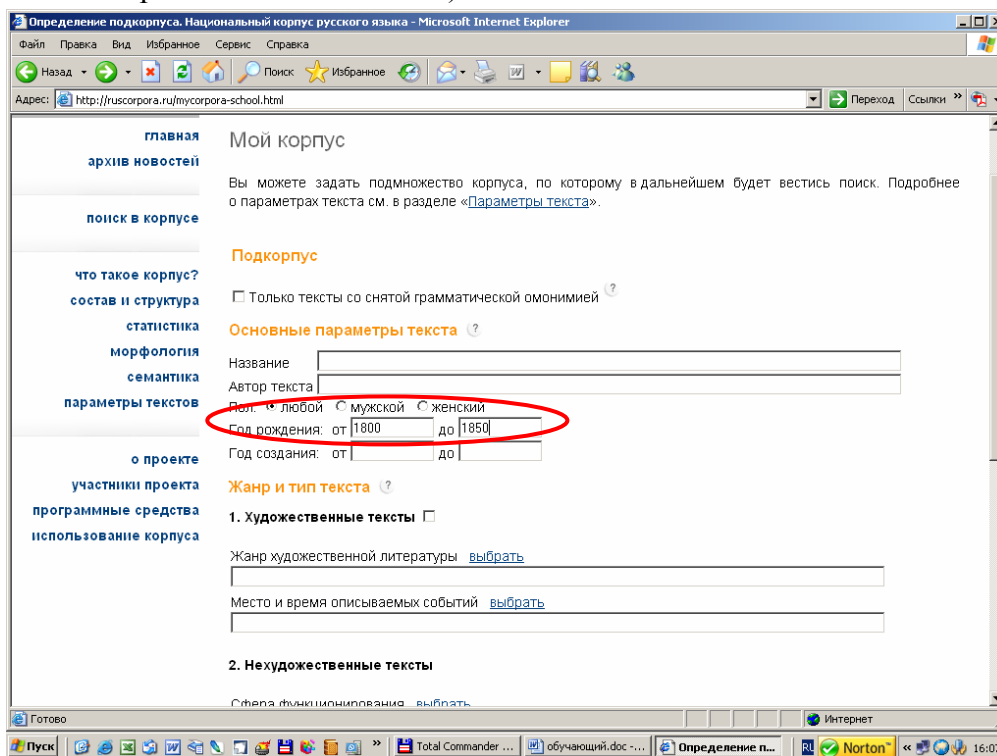 Определение подкорпуса. Национальный корпус русского языка - Microsoft Internet Explorer
Файл Правка Вид Избранное Сервис Справка
Назад Поиск Избранное
Адрес: http://ruscorpora.ru/mycorpora-school.html Переход Ссылки »
главная
архив новостей
поиск в корпусе
что такое корпус?
состав и структура
статистика
морфология
семантика
параметры текстов
о проекте
участники проекта
программные средства
использование корпуса
Мой корпус
Вы можете задать подмножество корпуса, по которому в дальнейшем будет вестись поиск. Подробнее
о параметрах текста см. в разделе «Параметры текста».
Подкорпус
Только тексты со снятой грамматической омонимией ?
Основные параметры текста ?
Название
Автор текста
Пол: любой мужской женский
Год рождения: от 1800 до 1850
Год создания: от до
Жанр и тип текста ?
1. Художественные тексты
Жанр художественной литературы выбрать
Место и время описываемых событий выбрать
2. Нехудожественные тексты
Сфера функционирования выбрать
Готово Интернет
Пуск » Total Commander ... обучающий.doc -... Определение п... RL Norton « 16:07